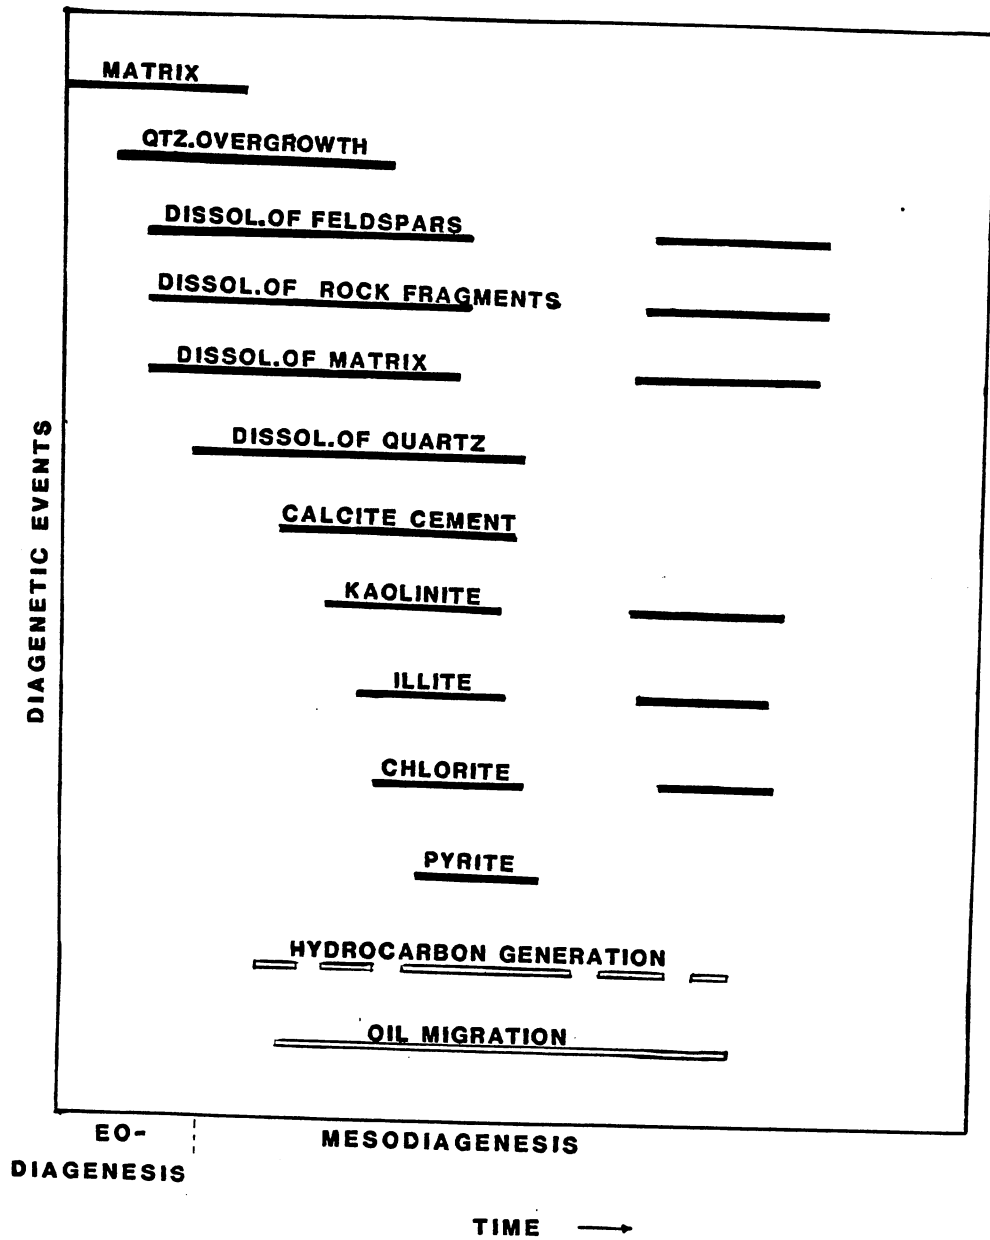 MATRIX
QTZ.OVERGROWTH
DISSOL.OF FELDSPARS
DISSOL.OF ROCK FRAGMENTS
DISSOL.OF MATRIX
DISSOL.OF QUARTZ
CALCITE CEMENT
KAOLINITE
ILLITE
CHLORITE
PYRITE
HYDROCARBON GENERATION
OIL MIGRATION
DIAGENETIC EVENTS
EO-
DIAGENESIS
MESODIAGENESIS
TIME